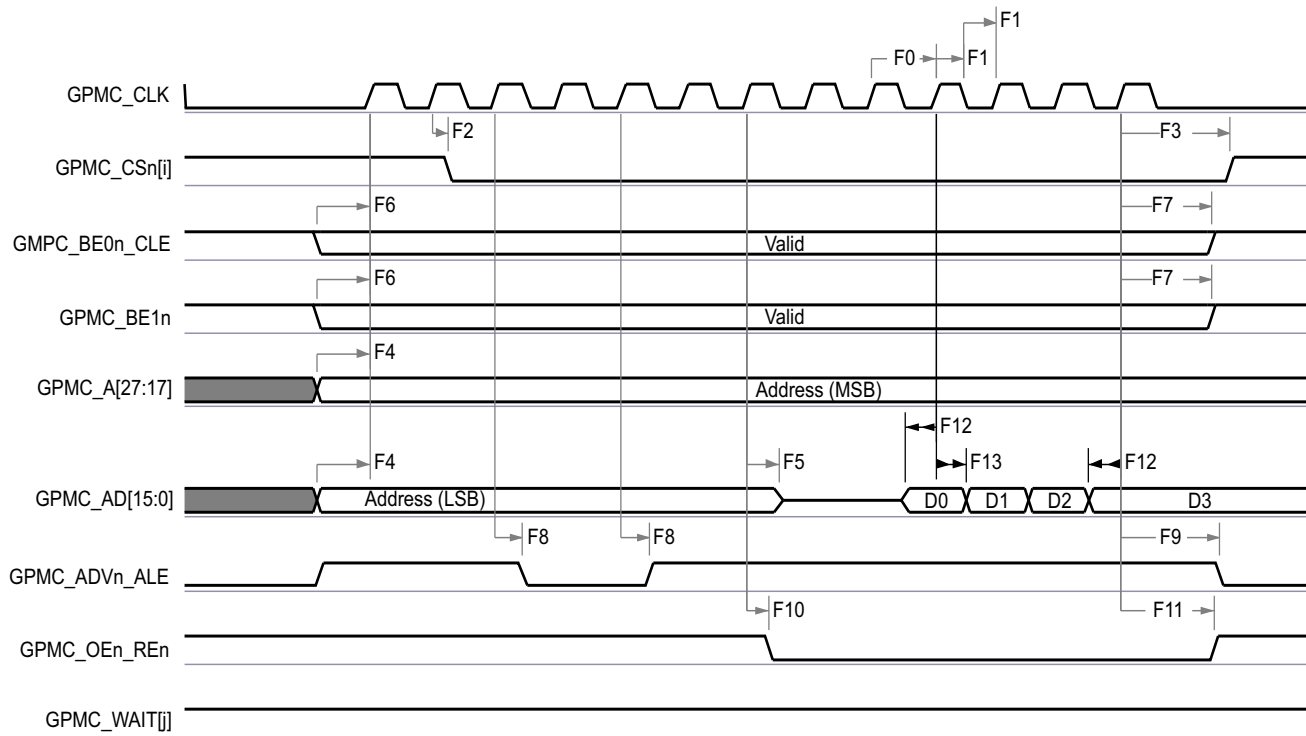 F1
F0 F1
GPMC_CLK
F2 F3
GPMC_CSn[i]
F6 F7
GMPC_BE0n_CLE Valid
F6 F7
GPMC_BE1n Valid
F4
GPMC_A[27:17] Address (MSB)
F12
F4 F5 F13 F12
GPMC_AD[15:0] Address (LSB) D0 D1 D2 D3
F8 F8 F9
GPMC_ADVn_ALE
F10 F11
GPMC_OEn_REn
GPMC_WAIT[j]